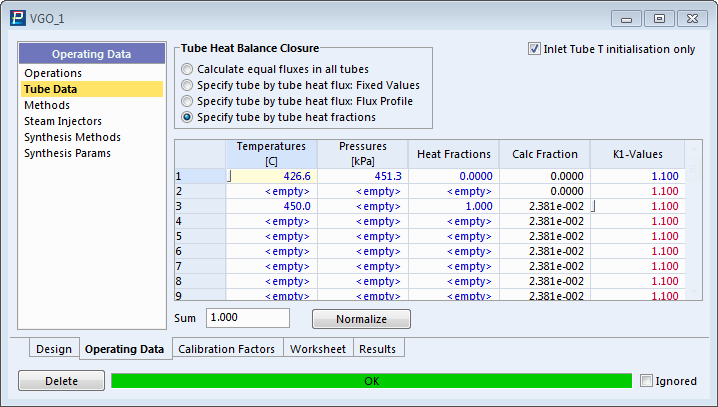 VGO_1
Operating Data
Operations
Tube Data
Methods
Steam Injectors
Synthesis Methods
Synthesis Params
Tube Heat Balance Closure
Calculate equal fluxes in all tubes
Specify tube by tube heat flux: Fixed Values
Specify tube by tube heat flux: Flux Profile
Specify tube by tube heat fractions
Inlet Tube T initialisation only
Temperatures [C] Pressures [kPa] Heat Fractions Calc Fraction K1-Values
1 426.6 451.3 0.0000 0.0000 1.100
2 <empty> <empty> <empty> 0.0000 1.100
3 450.0 <empty> 1.000 2.381e-002 1.100
4 <empty> <empty> <empty> 2.381e-002 1.100
5 <empty> <empty> <empty> 2.381e-002 1.100
6 <empty> <empty> <empty> 2.381e-002 1.100
7 <empty> <empty> <empty> 2.381e-002 1.100
8 <empty> <empty> <empty> 2.381e-002 1.100
9 <empty> <empty> <empty> 2.381e-002 1.100
Sum 1.000 Normalize
Design Operating Data Calibration Factors Worksheet Results
Delete OK Ignored